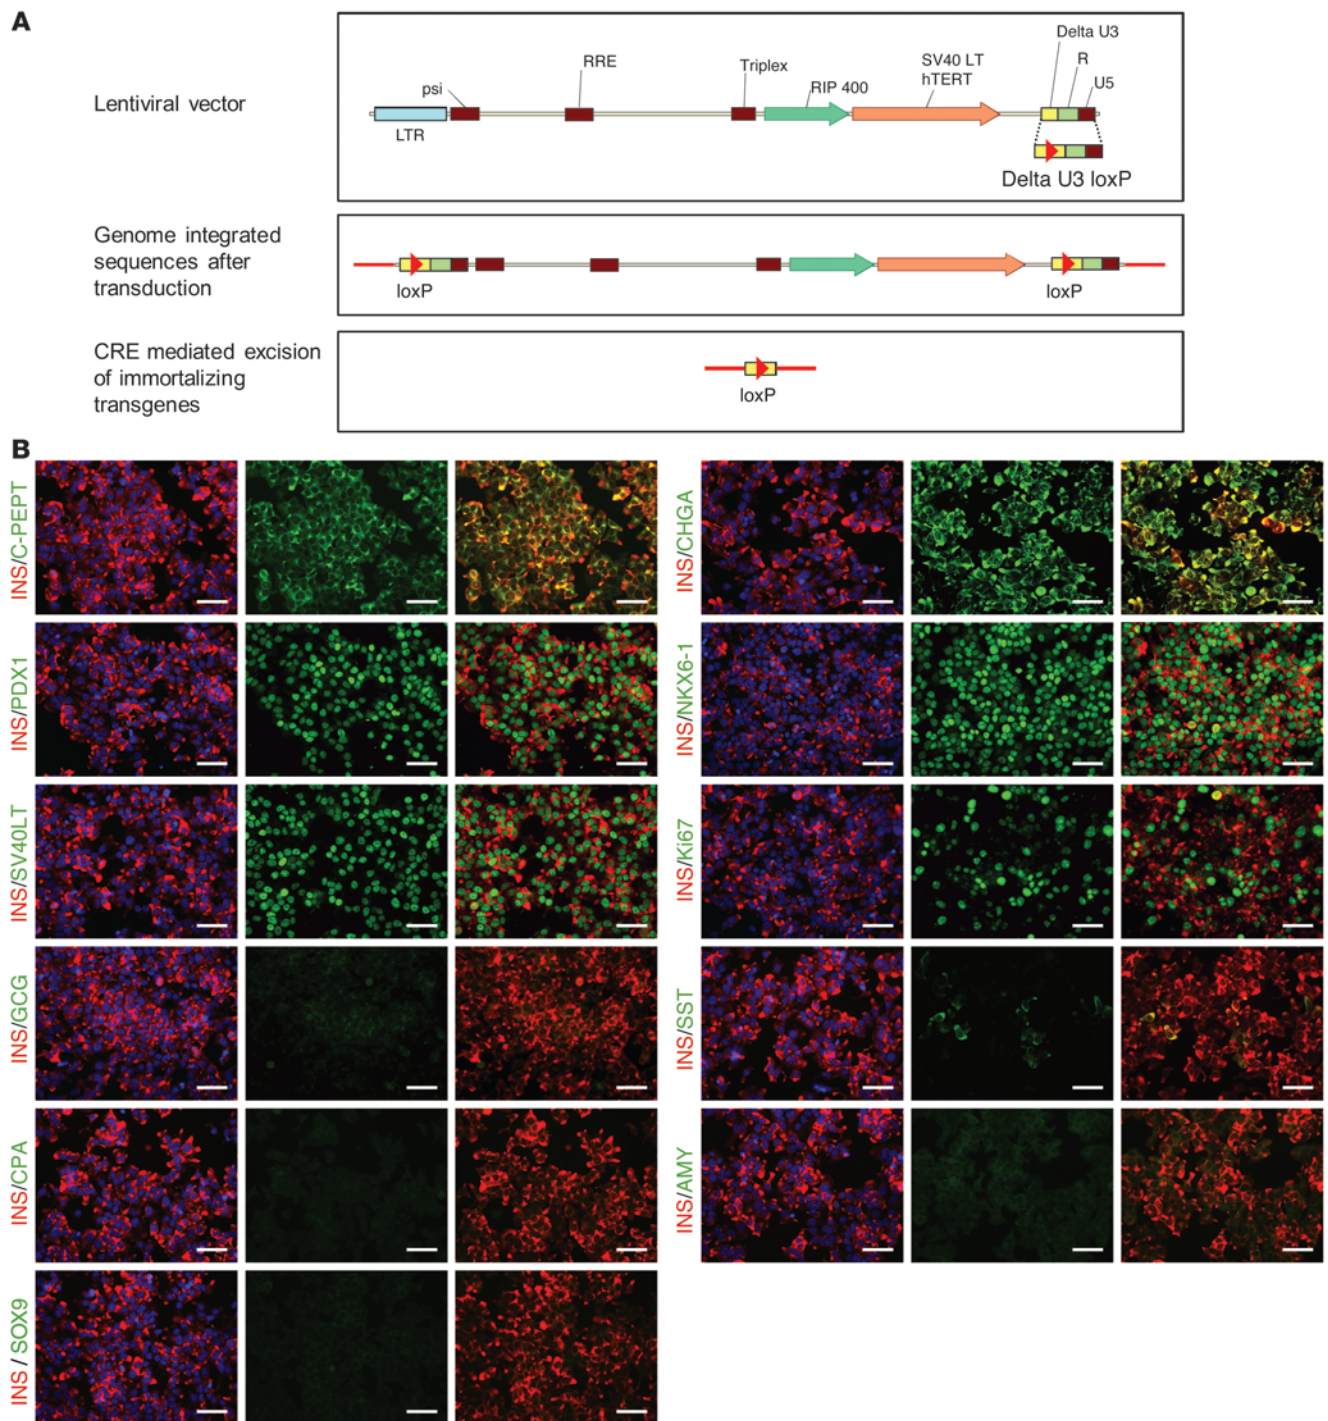 A
Lentiviral vector
psi
RRE
Triplex
RIP 400
SV40 LT
hTERT
Delta U3
R
U5
LTR
Delta U3 loxP
Genome integrated
sequences after
transduction
loxP
loxP
CRE mediated excision
of immortalizing
transgenes
loxP
B
INS/C-PEPT
INS/CHGA
INS/PDX1
INS/NKX6-1
INS/SV40LT
INS/Ki67
INS/GCG
INS/SST
INS/CPA
INS/AMY
INS / SOX9